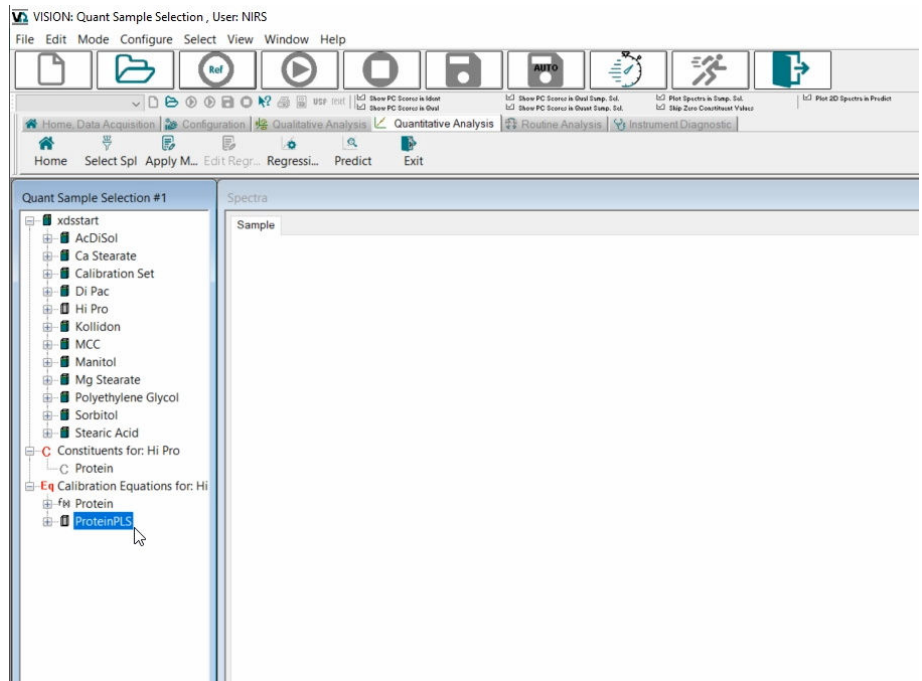 VISION: Quant Sample Selection , User: NIRS
File Edit Mode Configure Select View Window Help
Ref AUTO
USP text Show PC Scores in Ident Show PC Scores in Qual Samp. Sel. Plot Spectra in Samp. Sel. Plot 2D Spectra in Predict
Show PC Scores in Qual Show PC Scores in Quant Samp. Sel. Skip Zero Constituent Values
Home, Data Acquisition Configuration Qualitative Analysis Quantitative Analysis Routine Analysis Instrument Diagnostic
Home Select Spl Apply M... Edit Regr... Regressi... Predict Exit
Quant Sample Selection #1 Spectra
xdsstart
Sample
AcDiSol
Ca Stearate
Calibration Set
Di Pac
Hi Pro
Kollidon
MCC
Manitol
Mg Stearate
Polyethylene Glycol
Sorbitol
Stearic Acid
C Constituents for: Hi Pro
C Protein
Eq Calibration Equations for: Hi
fM Protein
ProteinPLS